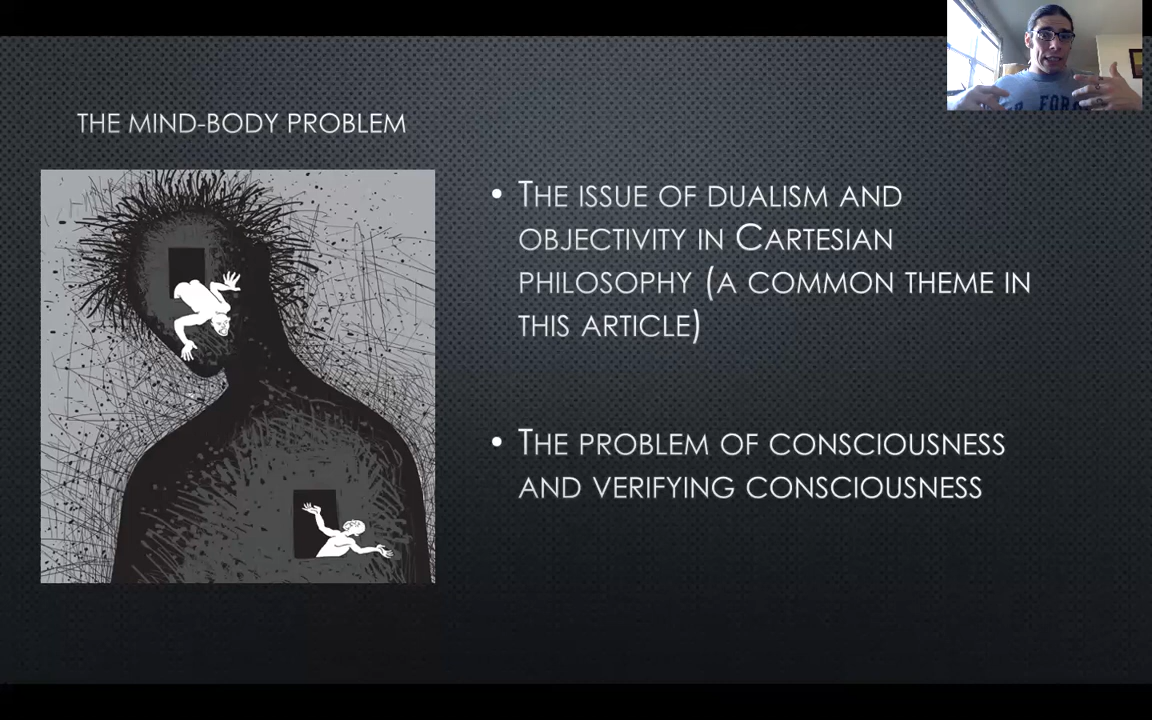 THE MIND-BODY PROBLEM
• THE ISSUE OF DUALISM AND
OBJECTIVITY IN CARTESIAN
PHILOSOPHY (A COMMON THEME IN
THIS ARTICLE)
• THE PROBLEM OF CONSCIOUSNESS
AND VERIFYING CONSCIOUSNESS